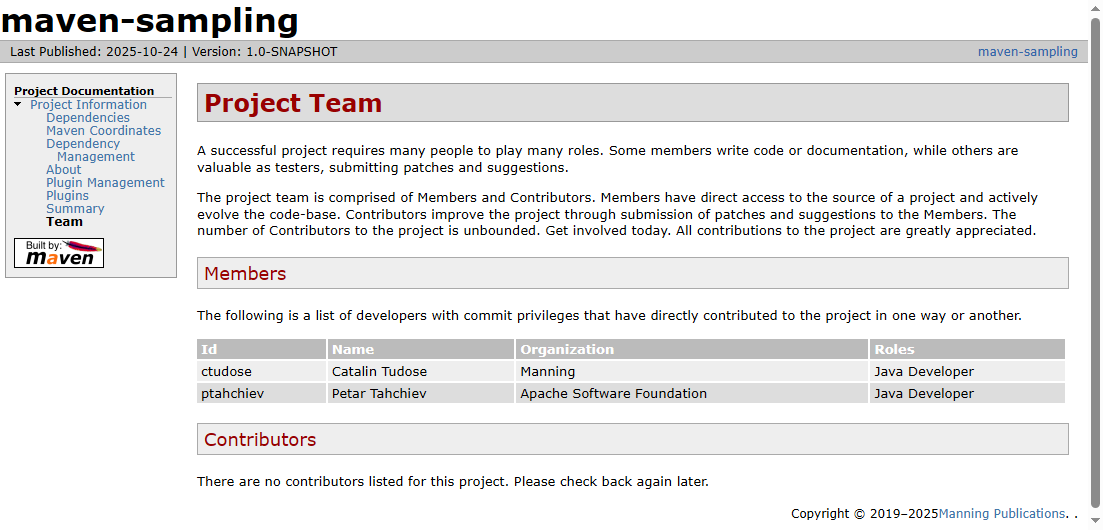 maven-sampling
Last Published: 2025-10-24 | Version: 1.0-SNAPSHOT
maven-sampling
Project Documentation
Project Information
Dependencies
Maven Coordinates
Dependency
Management
About
Plugin Management
Plugins
Summary
Team
Built by:
maven
Project Team
A successful project requires many people to play many roles. Some members write code or documentation, while others are
valuable as testers, submitting patches and suggestions.
The project team is comprised of Members and Contributors. Members have direct access to the source of a project and actively
evolve the code-base. Contributors improve the project through submission of patches and suggestions to the Members. The
number of Contributors to the project is unbounded. Get involved today. All contributions to the project are greatly appreciated.
Members
The following is a list of developers with commit privileges that have directly contributed to the project in one way or another.
Id Name Organization Roles
ctudose Catalin Tudose Manning Java Developer
ptahchiev Petar Tahchiev Apache Software Foundation Java Developer
Contributors
There are no contributors listed for this project. Please check back again later.
Copyright © 2019–2025Manning Publications. .